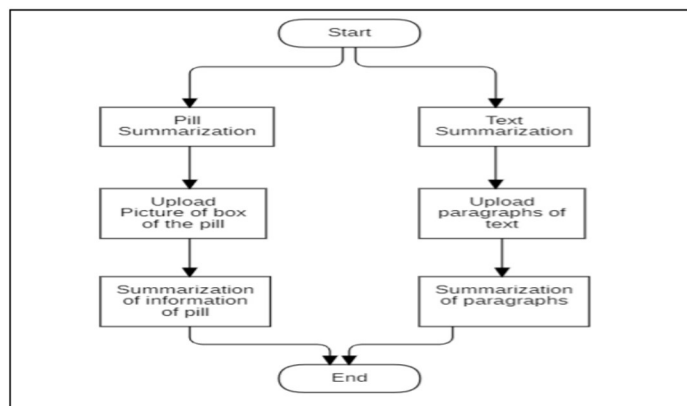 Start
Pill
Summarization
Text
Summarization
Upload
Picture of box
of the pill
Upload
paragraphs of
text
Summarization
of information
of pill
Summarization
of paragraphs
End